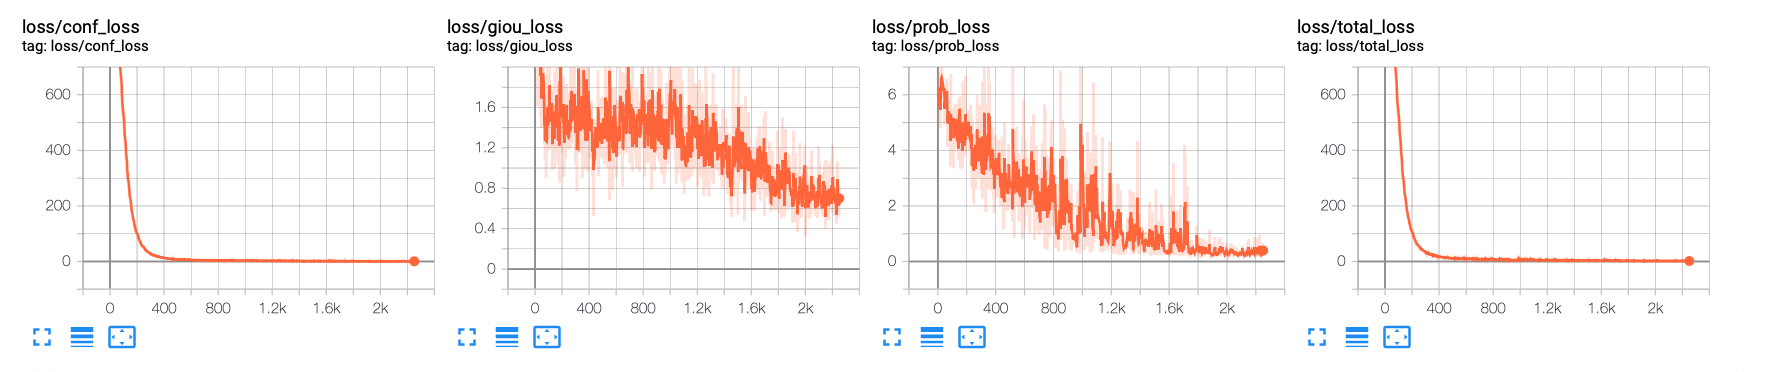 loss/conf_loss
tag: loss/conf_loss
600
400
200
0
0 400 800 1.2k 1.6k 2k
loss/giou_loss
tag: loss/giou_loss
1.6
1.2
0.8
0.4
0
0 400 800 1.2k 1.6k 2k
loss/prob_loss
tag: loss/prob_loss
6
4
2
0
0 400 800 1.2k 1.6k 2k
loss/total_loss
tag: loss/total_loss
600
400
200
0
0 400 800 1.2k 1.6k 2k